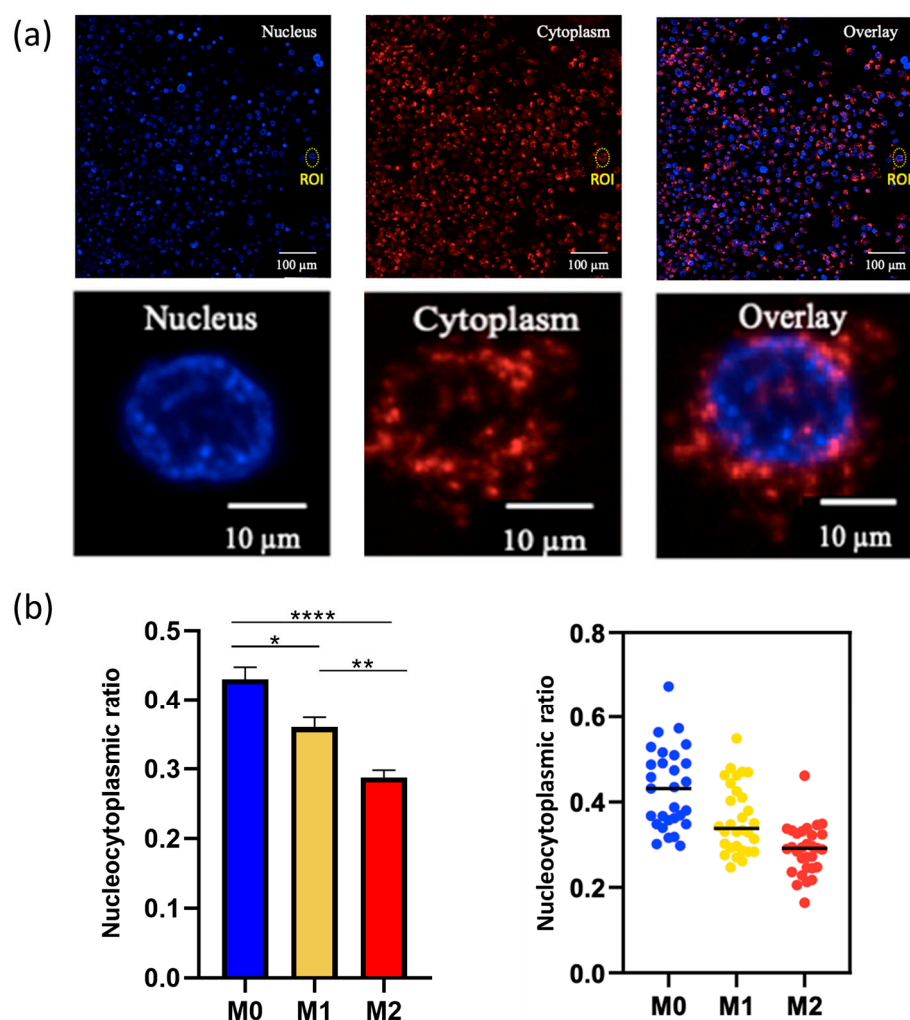 (a)
Nucleus
Cytoplasm
Overlay
ROI
ROI
ROI
100 µm
100 µm
100 µm
Nucleus
Cytoplasm
Overlay
10 µm
10 µm
10 µm
(b)
Nucleocytoplasmic ratio
0.5
0.4
0.3
0.2
0.1
0.0
****
*
**
M0
M1
M2
Nucleocytoplasmic ratio
0.8
0.6
0.4
0.2
0.0
M0
M1
M2